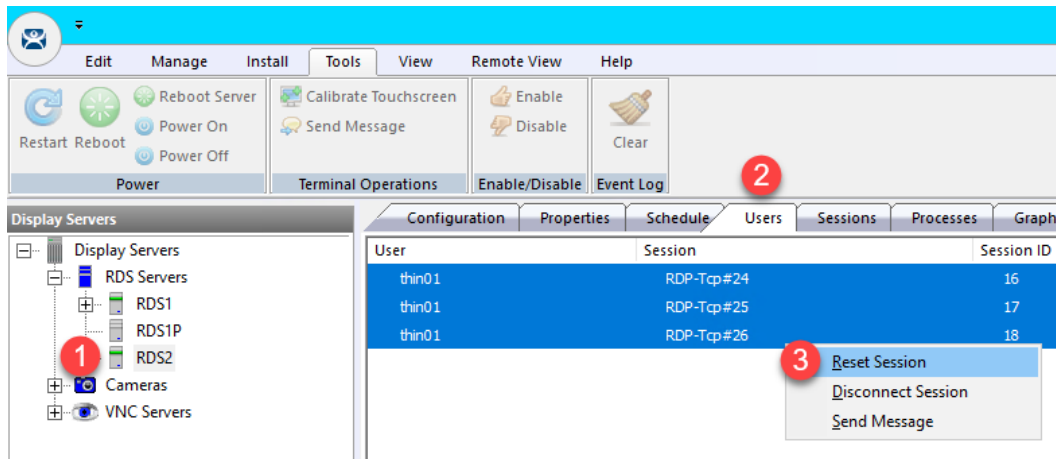 Edit Manage Install Tools View Remote View Help
Restart
Reboot
Reboot Server
Power On
Power Off
Power
Calibrate Touchscreen
Send Message
Terminal Operations
Enable
Disable
Enable/Disable
Clear
Event Log
2
Display Servers
Display Servers
RDS Servers
RDS1
RDS1P
1
RDS2
Cameras
VNC Servers
Configuration Properties Schedule Users Sessions Processes Graph
User Session Session ID
thin01 RDP-Tcp#24 16
thin01 RDP-Tcp#25 17
thin01 RDP-Tcp#26 18
3
Reset Session
Disconnect Session
Send Message